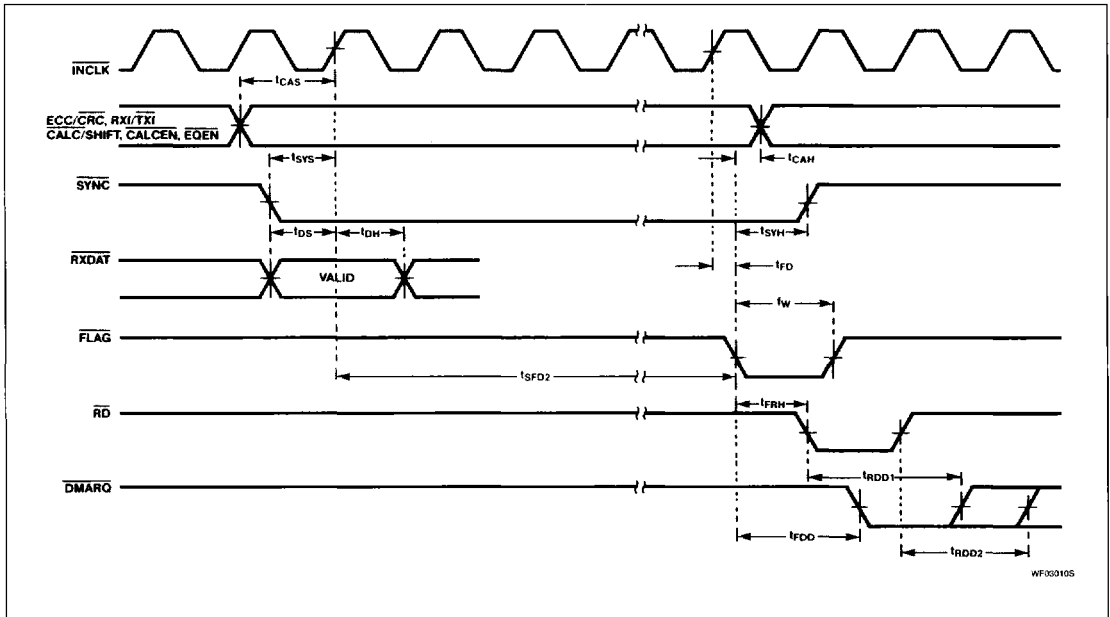 INCLK
tCAS
ECC/CRC, RXI/TXI
CALC/SHIFT, CALCEN, EQEN
tSYS
tCAH
SYNC
tDS
tDH
tSYH
RXDAT
VALID
tFD
fW
FLAG
tSFD2
RD
tFRH
tRDD1
DMARQ
tFDD
tRDD2
WF03010S